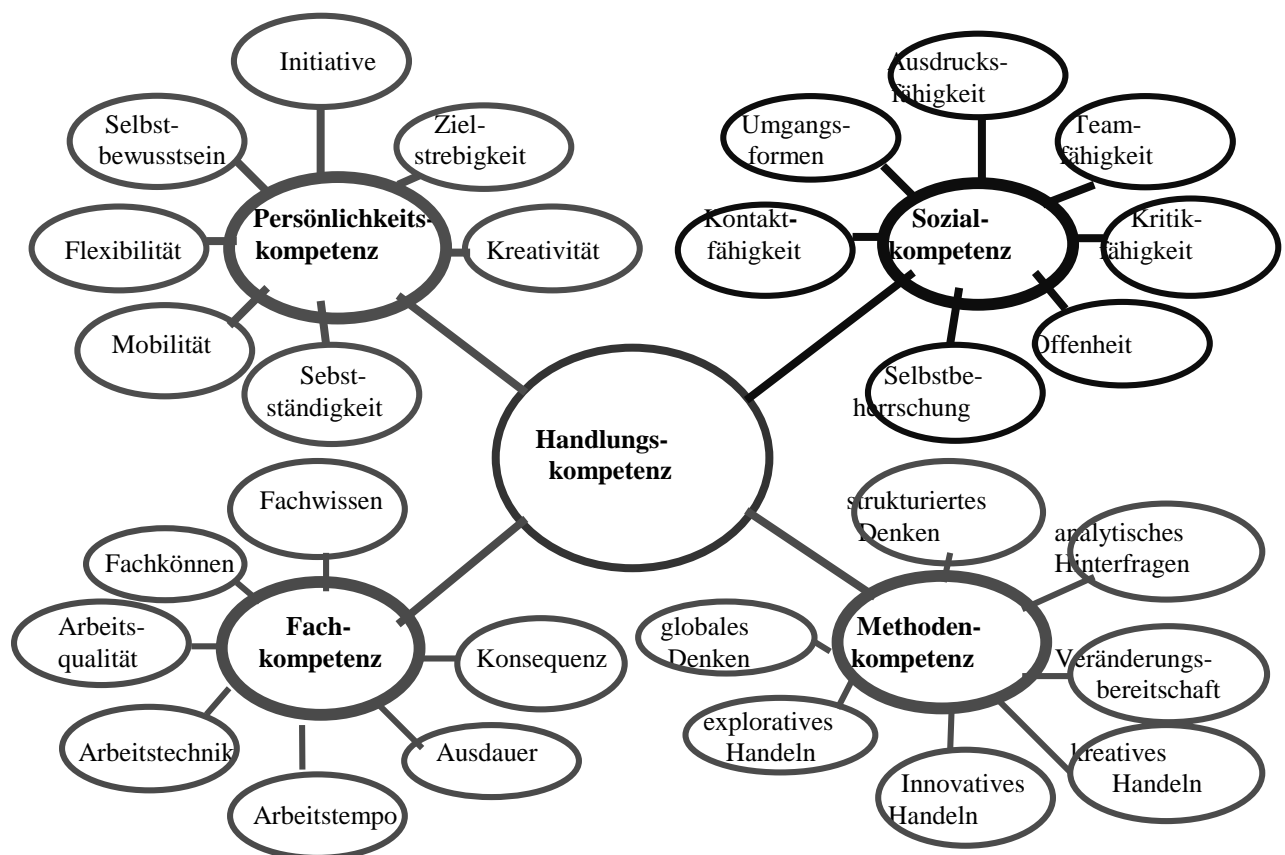 Initiative
Selbst-
bewusstsein
Ziel-
strebigkeit
Persönlichkeits-
kompetenz
Flexibilität
Kreativität
Mobilität
Sebst-
ständigkeit
Ausdrucks-
fähigkeit
Umgangs-
formen
Team-
fähigkeit
Kontakt-
fähigkeit
Sozial-
kompetenz
Kritik-
fähigkeit
Offenheit
Selbstbe-
herrschung
Handlungs-
kompetenz
Fachwissen
Fachkönnen
Arbeits-
qualität
Fach-
kompetenz
Konsequenz
Arbeitstechnik
Ausdauer
Arbeitstempo
strukturiertes
Denken
analytisches
Hinterfragen
globales
Denken
Methoden-
kompetenz
Veränderungs-
bereitschaft
exploratives
Handeln
Innovatives
Handeln
kreatives
Handeln